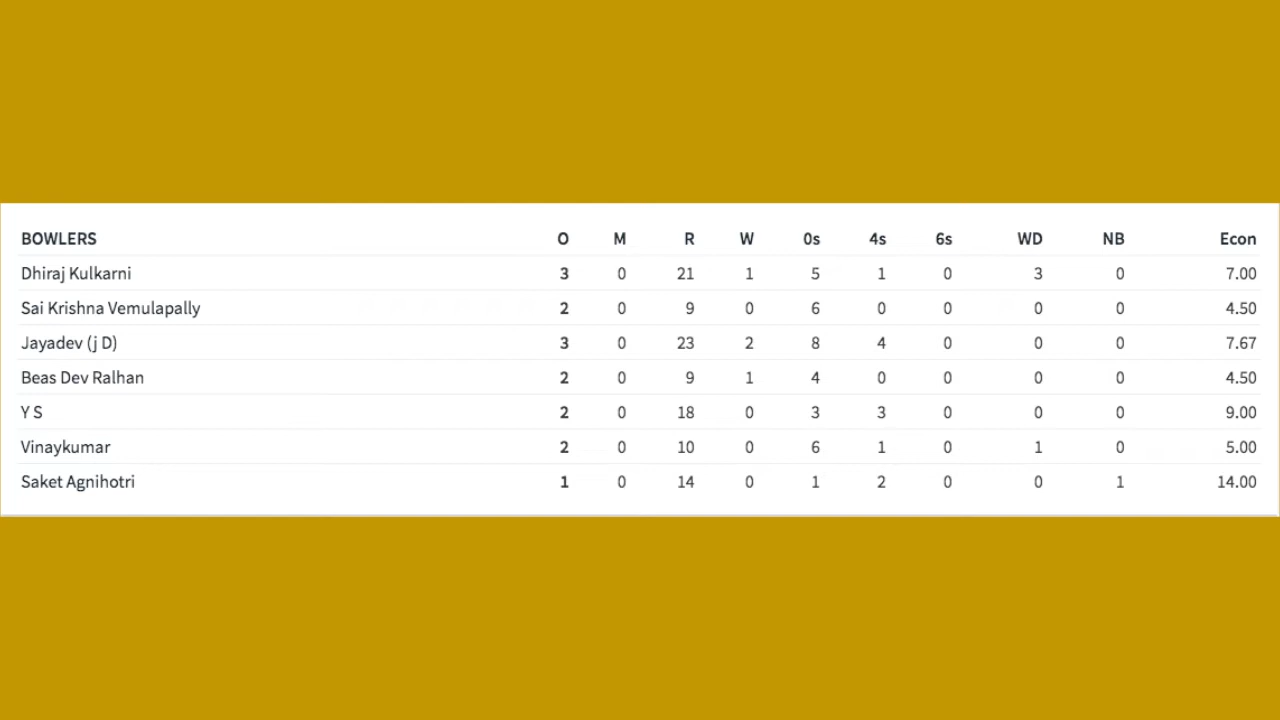 BOWLERS O M R W 0s 4s 6s WD NB Econ
Dhiraj Kulkarni 3 0 21 1 5 1 0 3 0 7.00
Sai Krishna Vemulapally 2 0 9 0 6 0 0 0 0 4.50
Jayadev (j D) 3 0 23 2 8 4 0 0 0 7.67
Beas Dev Ralhan 2 0 9 1 4 0 0 0 0 4.50
Y S 2 0 18 0 3 3 0 0 0 9.00
Vinaykumar 2 0 10 0 6 1 0 1 0 5.00
Saket Agnihotri 1 0 14 0 1 2 0 0 1 14.00